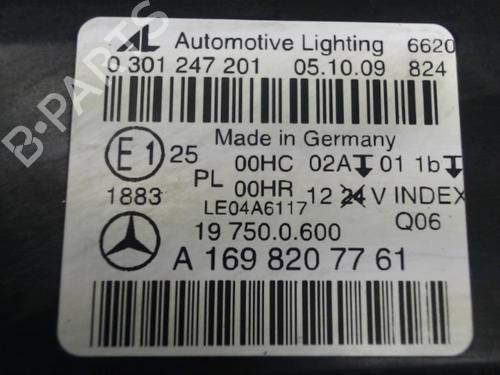 AL Automotive Lighting 6620
0 301 247 201 05.10.09 824
Made in Germany
E1 25 00HC 02A 01 1b
PL 00HR 12 24 V INDEX
1883 LE04A6117 Q06
19 750.0.600
A 169 820 77 61
B-PARTS